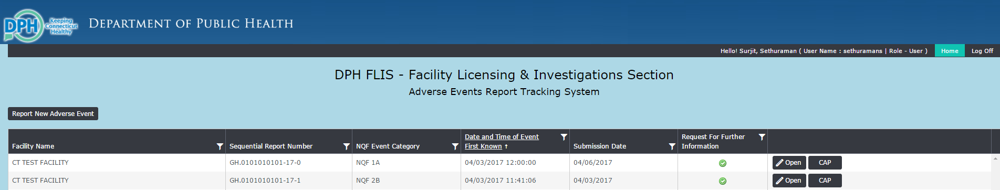 DPH Keeping Connecticut Healthy
DEPARTMENT OF PUBLIC HEALTH
Hello! Surjit, Sethuraman ( User Name : sethuramans | Role - User ) Home Log Off
DPH FLIS - Facility Licensing & Investigations Section
Adverse Events Report Tracking System
Report New Adverse Event
Facility Name Sequential Report Number NQF Event Category Date and Time of Event First Known ↑ Submission Date Request For Further Information
CT TEST FACILITY GH.0101010101-17-0 NQF 1A 04/03/2017 12:00:00 04/06/2017 Open CAP
CT TEST FACILITY GH.0101010101-17-1 NQF 2B 04/03/2017 11:41:06 04/03/2017 Open CAP